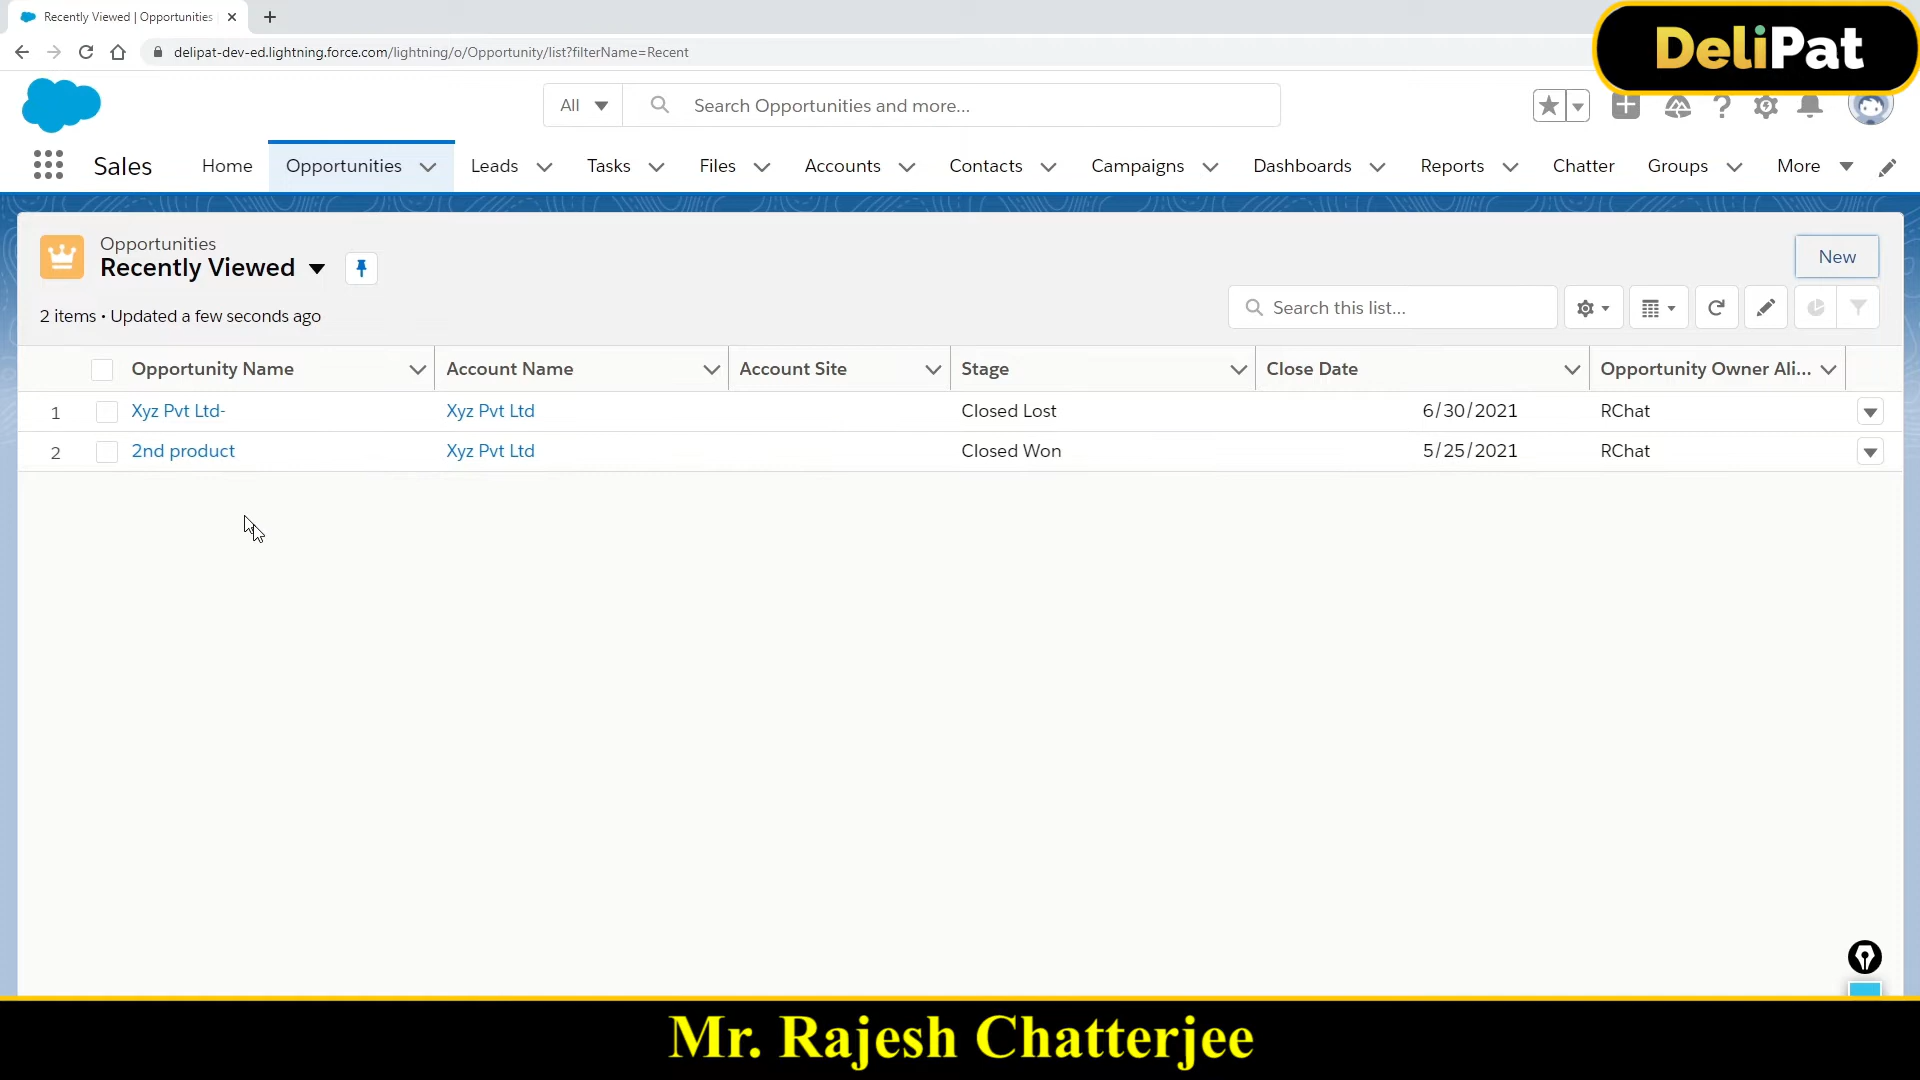 Recently Viewed | Opportunities
delipat-dev-ed.lightning.force.com/lightning/o/Opportunity/list?filterName=Recent
DeliPat
All
Search Opportunities and more...
Sales
Home
Opportunities
Leads
Tasks
Files
Accounts
Contacts
Campaigns
Dashboards
Reports
Chatter
Groups
More
Opportunities
Recently Viewed
New
2 items • Updated a few seconds ago
Search this list...
Opportunity Name
Account Name
Account Site
Stage
Close Date
Opportunity Owner Ali...
1 Xyz Pvt Ltd- Xyz Pvt Ltd Closed Lost 6/30/2021 RChat
2 2nd product Xyz Pvt Ltd Closed Won 5/25/2021 RChat
Mr. Rajesh Chatterjee